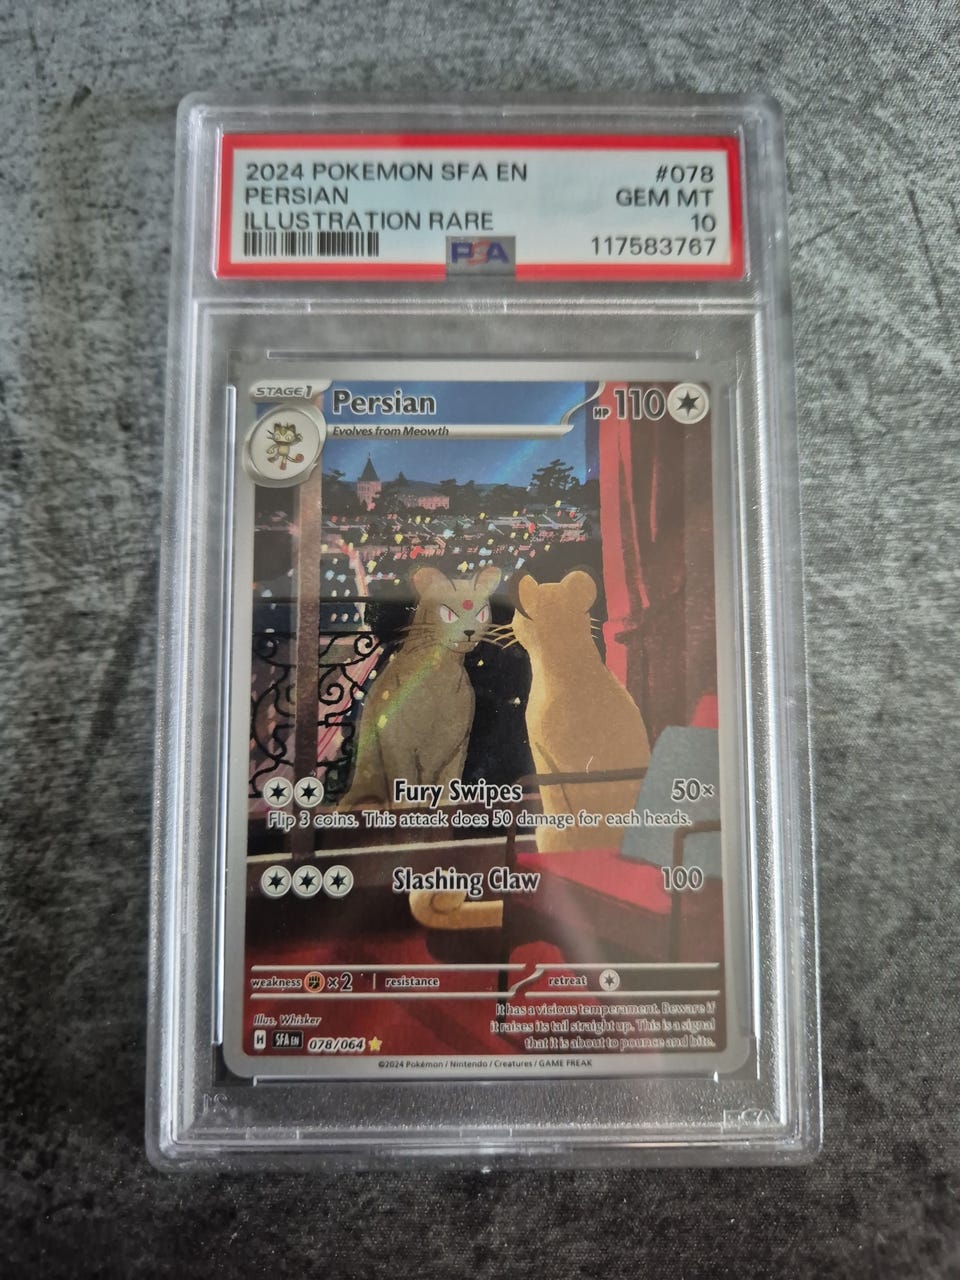 2024 POKEMON SFA EN #078
PERSIAN GEM MT
ILLUSTRATION RARE 10
PSA 117583767
STAGE 1 Persian HP 110
Evolves from Meowth
Fury Swipes 50×
Flip 3 coins. This attack does 50 damage for each heads.
Slashing Claw 100
weakness ×2 resistance retreat
It has a vicious temperament. Beware if
it raises its tail straight up. This is a signal
that it is about to pounce and bite.
Illus. Whisker
H SFA EN 078/064
©2024 Pokémon / Nintendo / Creatures / GAME FREAK
PSA